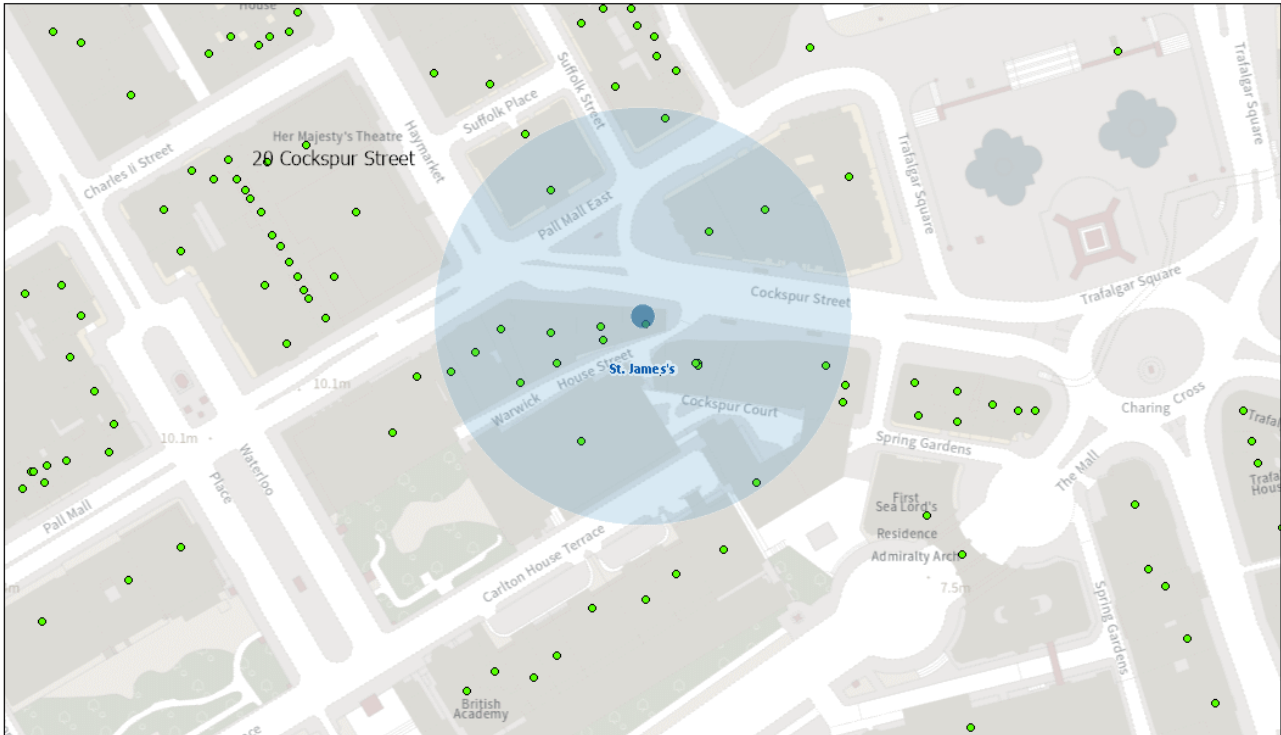 House
Suffolk Street
Trafalgar Square
Suffolk Place
Haymarket
Her Majesty's Theatre
20 Cockspur Street
Charles Ii Street
Trafalgar Square
Pall Mall East
Trafalgar Square
Cockspur Street
St. James's
House Street
Warwick
Cockspur Court
10.1m
10.1m
Charing Cross
Spring Gardens
Waterloo
Place
Pall Mall
The Mall
First
Sea Lord's
Residence
Admiralty Arch
7.5m
Carlton House Terrace
Spring Gardens
British
Academy
House